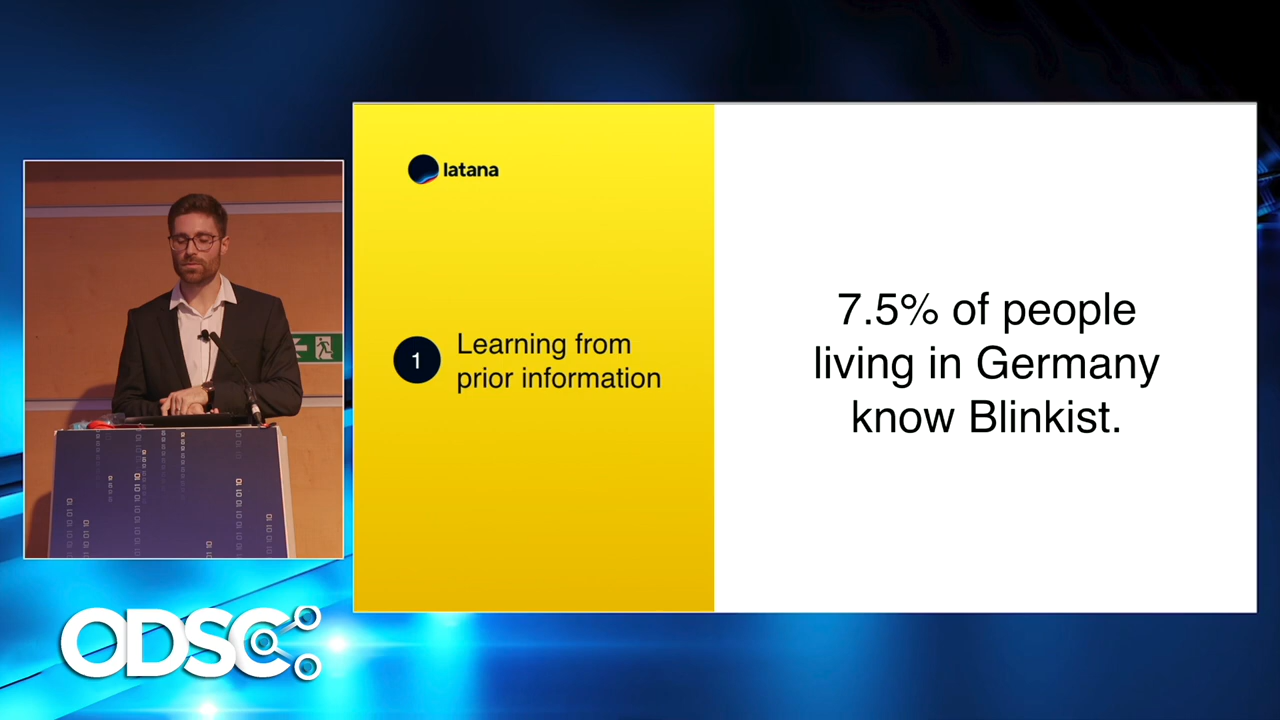 latana
1
Learning from
prior information
7.5% of people
living in Germany
know Blinkist.
ODSC